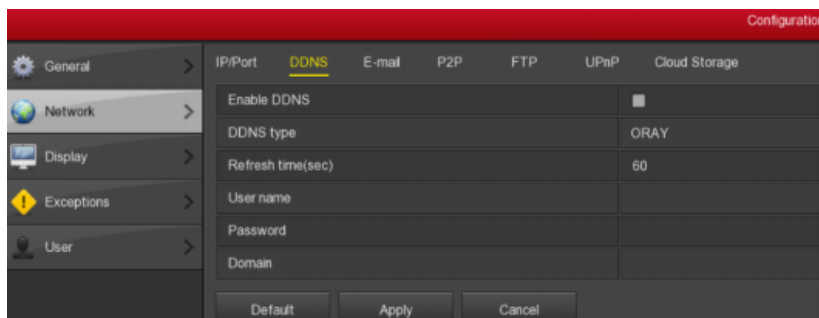 Configuration
General
Network
Display
Exceptions
User
IP/Port DDNS E-mail P2P FTP UPnP Cloud Storage
Enable DDNS
DDNS type ORAY
Refresh time(sec) 60
User name
Password
Domain
Default Apply Cancel